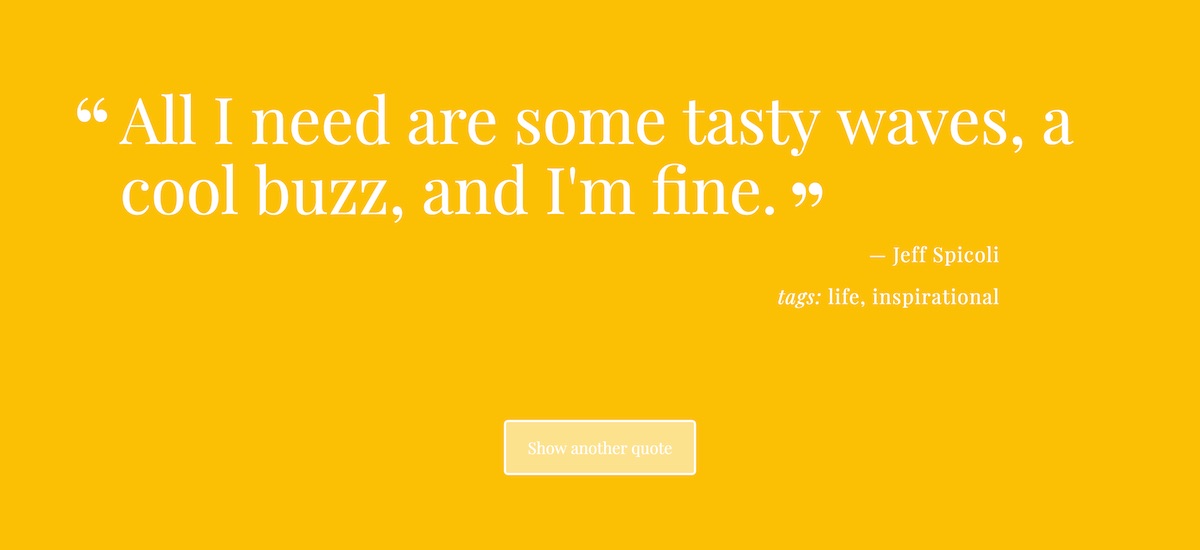 “ All I need are some tasty waves, a
cool buzz, and I'm fine. ”
— Jeff Spicoli
tags: life, inspirational
Show another quote